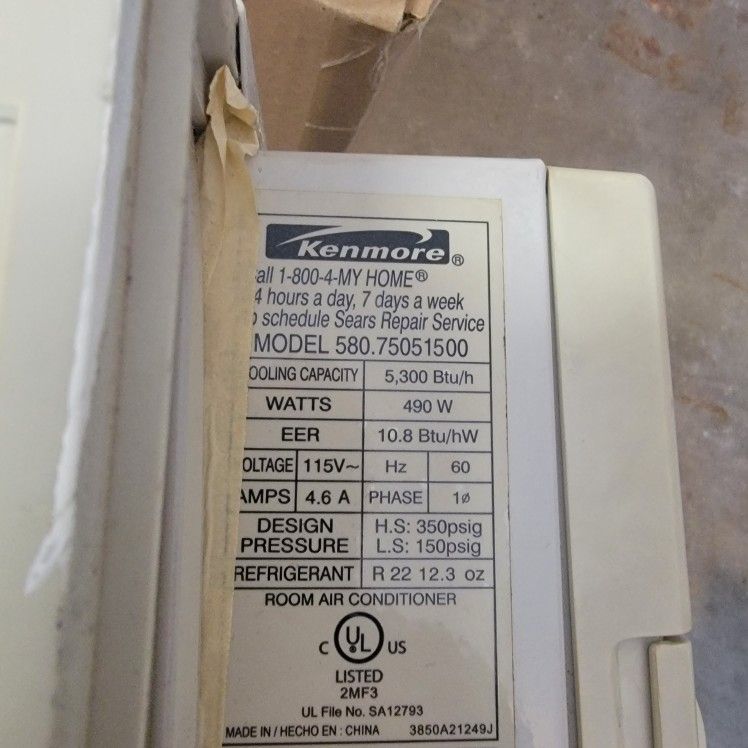 Kenmore®
all 1-800-4-MY HOME®
4 hours a day, 7 days a week
o schedule Sears Repair Service
MODEL 580.75051500
OOLING CAPACITY 5,300 Btu/h
WATTS 490 W
EER 10.8 Btu/hW
OLTAGE 115V~ Hz 60
AMPS 4.6 A PHASE 1ø
DESIGN PRESSURE H.S: 350psig
L.S: 150psig
REFRIGERANT R 22 12.3 oz
ROOM AIR CONDITIONER
C UL US
LISTED
2MF3
UL File No. SA12793
MADE IN / HECHO EN : CHINA 3850A21249J